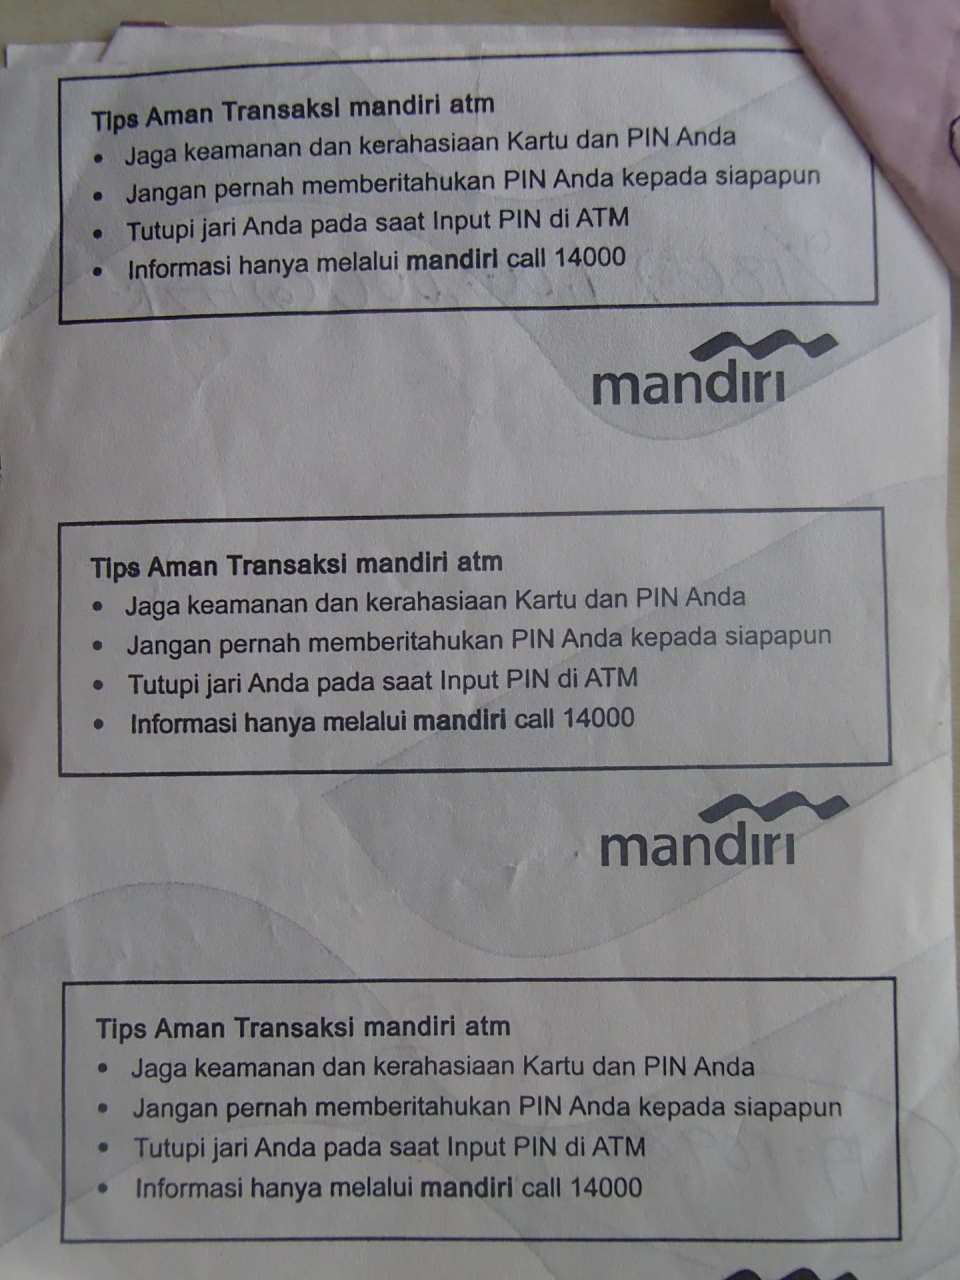 Tips Aman Transaksi mandiri atm
• Jaga keamanan dan kerahasiaan Kartu dan PIN Anda
• Jangan pernah memberitahukan PIN Anda kepada siapapun
• Tutupi jari Anda pada saat Input PIN di ATM
• Informasi hanya melalui mandiri call 14000
mandiri
Tips Aman Transaksi mandiri atm
• Jaga keamanan dan kerahasiaan Kartu dan PIN Anda
• Jangan pernah memberitahukan PIN Anda kepada siapapun
• Tutupi jari Anda pada saat Input PIN di ATM
• Informasi hanya melalui mandiri call 14000
mandiri
Tips Aman Transaksi mandiri atm
• Jaga keamanan dan kerahasiaan Kartu dan PIN Anda
• Jangan pernah memberitahukan PIN Anda kepada siapapun
• Tutupi jari Anda pada saat Input PIN di ATM
• Informasi hanya melalui mandiri call 14000